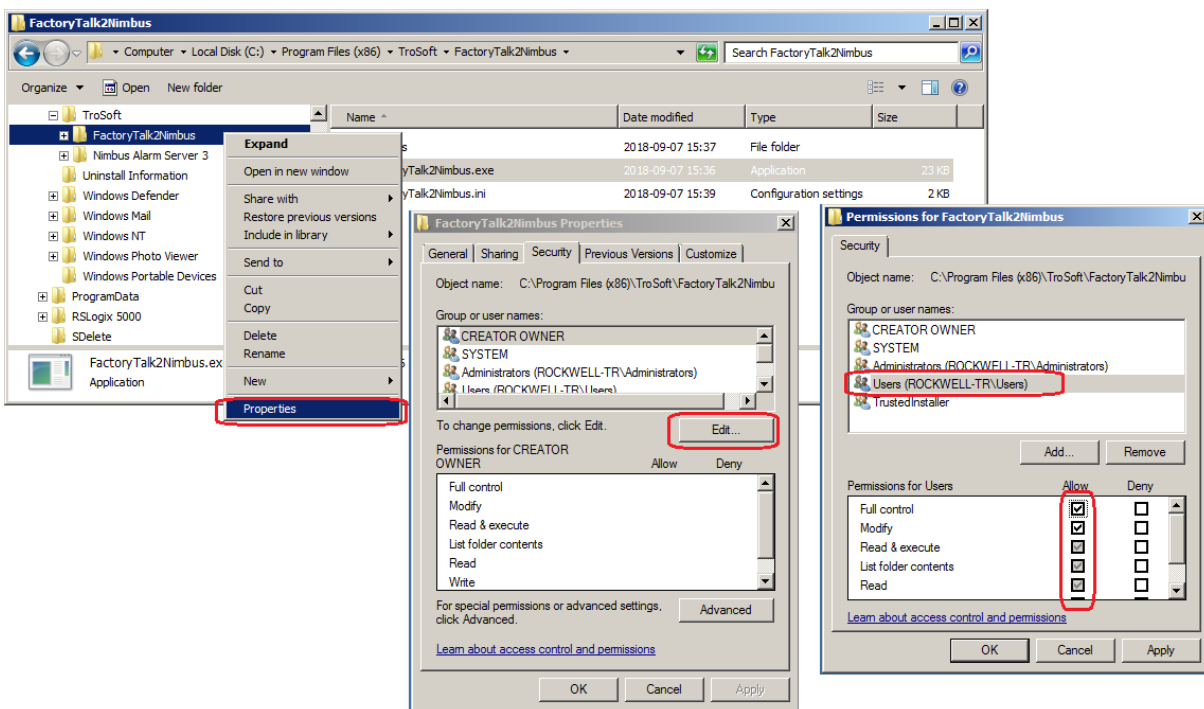 FactoryTalk2Nimbus
Computer Local Disk (C:) Program Files (x86) TroSoft FactoryTalk2Nimbus
Search FactoryTalk2Nimbus
Organize Open New folder
Name Date modified Type Size
TroSoft
FactoryTalk2Nimbus
Nimbus Alarm Server 3
Uninstall Information
Windows Defender
Windows Mail
Windows NT
Windows Photo Viewer
Windows Portable Devices
ProgramData
RSLogix 5000
SDelete
s 2018-09-07 15:37 File folder
yTalk2Nimbus.exe 2018-09-07 15:36 Application 23 KB
yTalk2Nimbus.ini 2018-09-07 15:39 Configuration settings 2 KB
FactoryTalk2Nimbus.ex
Application
Expand
Open in new window
Share with
Restore previous versions
Include in library
Send to
Cut
Copy
Delete
Rename
New
Properties
FactoryTalk2Nimbus Properties
General Sharing Security Previous Versions Customize
Object name: C:\Program Files (x86)\TroSoft\FactoryTalk2Nimbu
Group or user names:
CREATOR OWNER
SYSTEM
Administrators (ROCKWELL-TR\Administrators)
Users (ROCKWELL-TR\Users)
To change permissions, click Edit.
Edit...
Permissions for CREATOR
OWNER Allow Deny
Full control
Modify
Read & execute
List folder contents
Read
Write
For special permissions or advanced settings,
click Advanced.
Advanced
Learn about access control and permissions
OK Cancel Apply
Permissions for FactoryTalk2Nimbus
Security
Object name: C:\Program Files (x86)\TroSoft\FactoryTalk2Nimbu
Group or user names:
CREATOR OWNER
SYSTEM
Administrators (ROCKWELL-TR\Administrators)
Users (ROCKWELL-TR\Users)
TrustedInstaller
Add... Remove
Permissions for Users Allow Deny
Full control
Modify
Read & execute
List folder contents
Read
Learn about access control and permissions
OK Cancel Apply